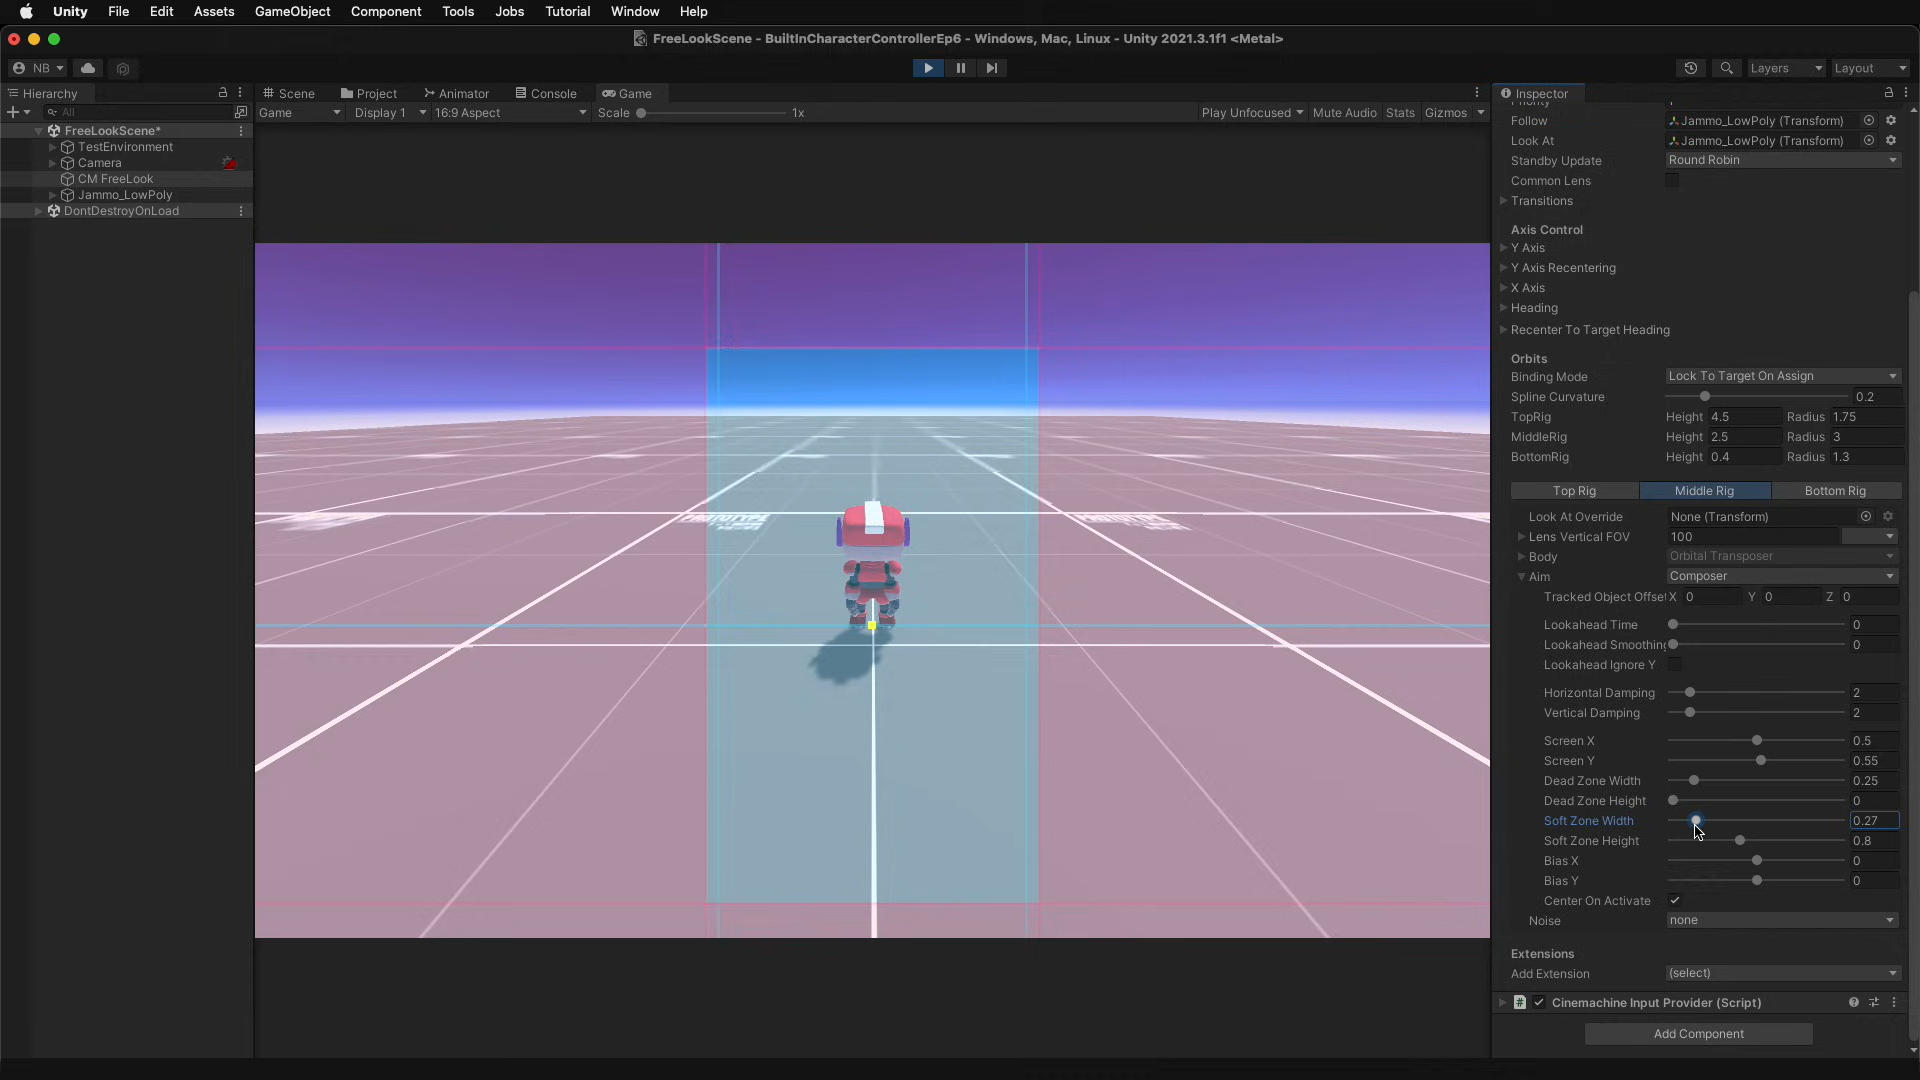 Unity File Edit Assets GameObject Component Tools Jobs Tutorial Window Help
FreeLookScene - BuiltInCharacterControllerEp6 - Windows, Mac, Linux - Unity 2021.3.1f1 <Metal>
NB Layers Layout
Hierarchy
All
FreeLookScene*
TestEnvironment
Camera
CM FreeLook
Jammo_LowPoly
DontDestroyOnLoad
Scene Project Animator Console Game
Game Display 1 16:9 Aspect Scale 1x Play Unfocused Mute Audio Stats Gizmos
PROTOTYPE
Inspector
Priority
Follow Jammo_LowPoly (Transform)
Look At Jammo_LowPoly (Transform)
Standby Update Round Robin
Common Lens
Transitions
Axis Control
Y Axis
Y Axis Recentering
X Axis
Heading
Recenter To Target Heading
Orbits
Binding Mode Lock To Target On Assign
Spline Curvature 0.2
TopRig Height 4.5 Radius 1.75
MiddleRig Height 2.5 Radius 3
BottomRig Height 0.4 Radius 1.3
Top Rig Middle Rig Bottom Rig
Look At Override None (Transform)
Lens Vertical FOV 100
Body Orbital Transposer
Aim Composer
Tracked Object Offset X 0 Y 0 Z 0
Lookahead Time 0
Lookahead Smoothing 0
Lookahead Ignore Y
Horizontal Damping 2
Vertical Damping 2
Screen X 0.5
Screen Y 0.55
Dead Zone Width 0.25
Dead Zone Height 0
Soft Zone Width 0.27
Soft Zone Height 0.8
Bias X 0
Bias Y 0
Center On Activate
Noise none
Extensions
Add Extension (select)
# Cinemachine Input Provider (Script)
Add Component